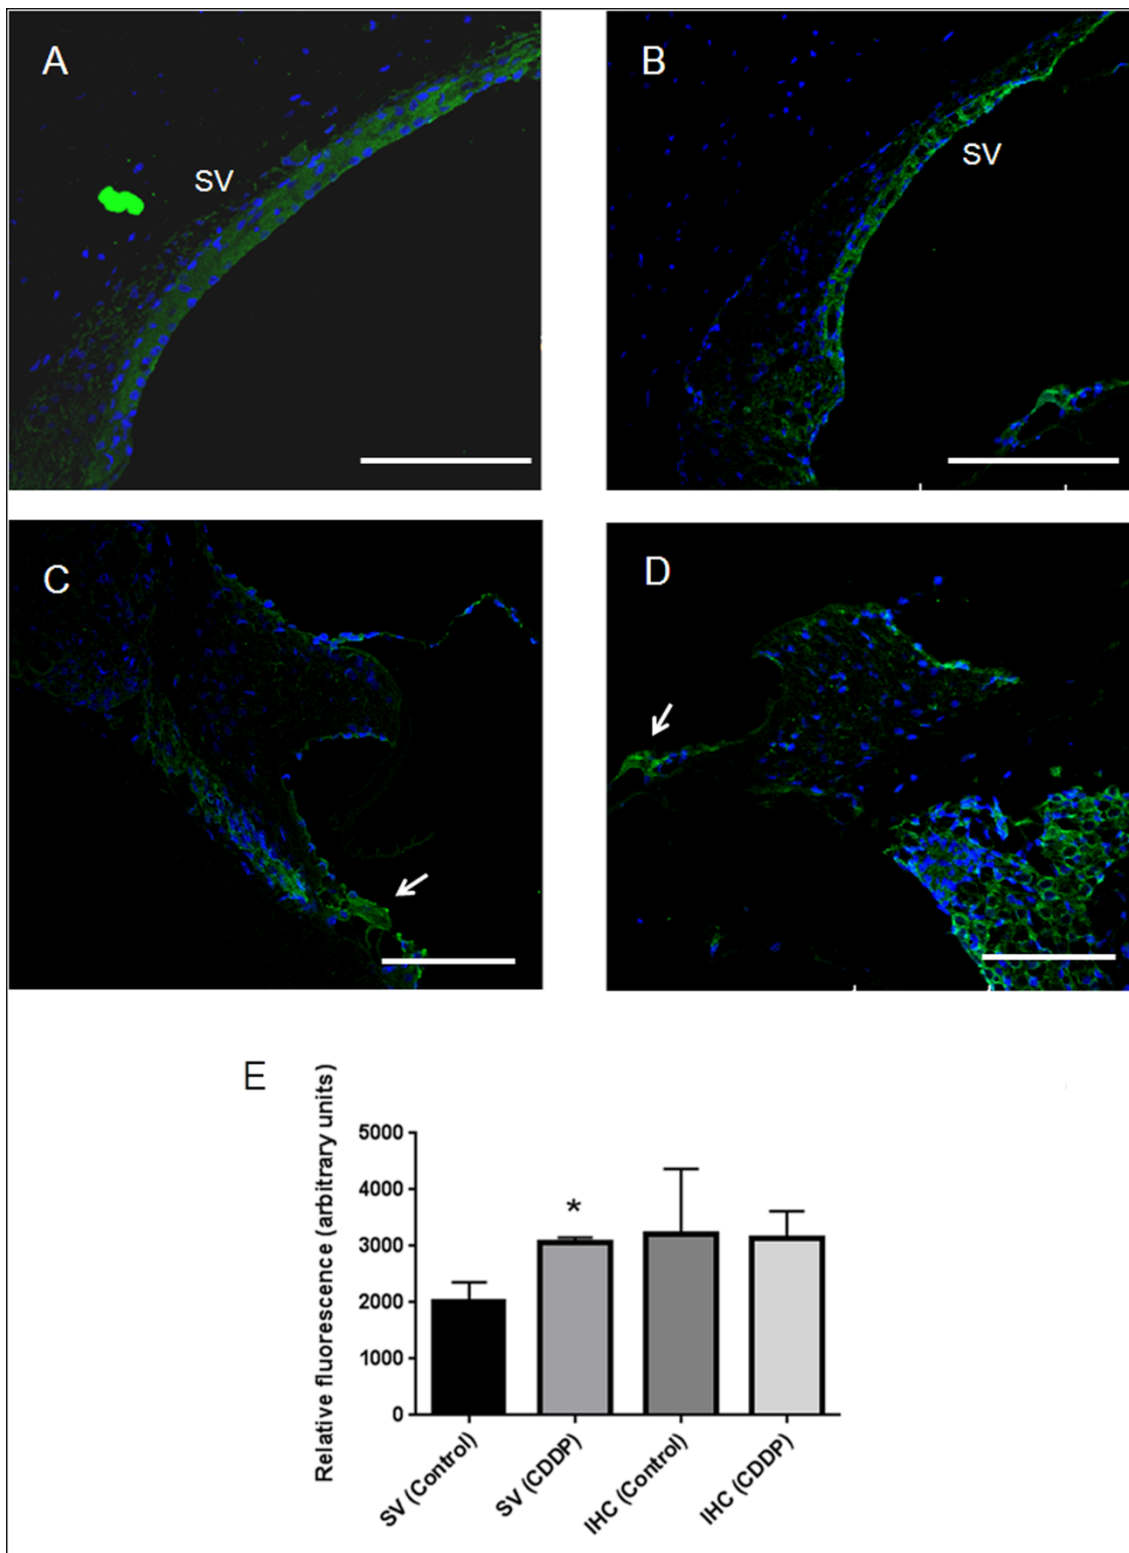 A
B
SV
SV
C
D
E
Relative fluorescence (arbitrary units)
5000
4000
3000
2000
1000
0
*
SV (Control)
SV (CDDP)
IHC (Control)
IHC (CDDP)